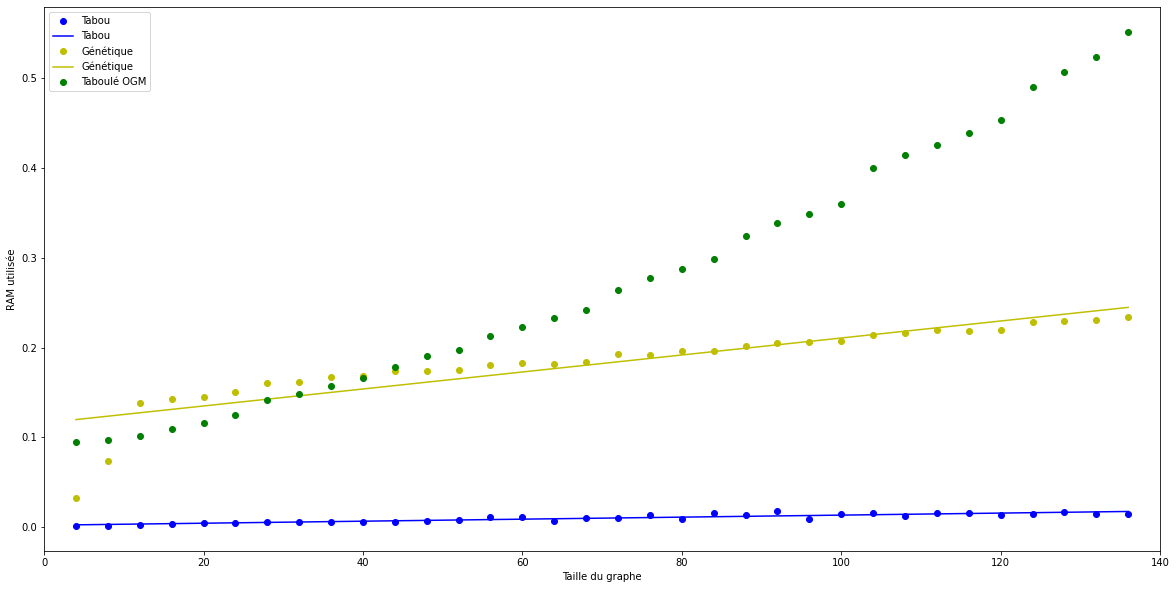 Tabou
Tabou
Génétique
Génétique
Taboulé OGM
0.5
0.4
0.3
0.2
0.1
0.0
RAM utilisée
0 20 40 60 80 100 120 140
Taille du graphe